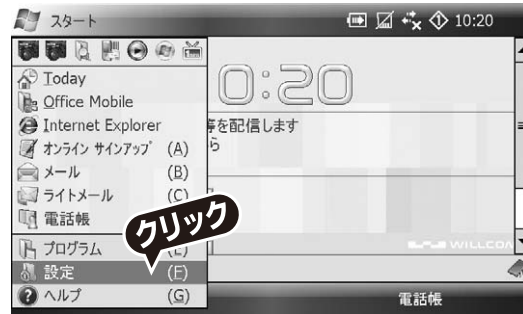 スタート
10:20
Today
0:20
Office Mobile
Internet Explorer
等を配信します
オンライン サインアップ (A)
ら
メール (B)
ライトメール (C)
電話帳
クリック
プログラム (E)
WILLCOM
設定 (F)
ヘルプ (G)
電話帳